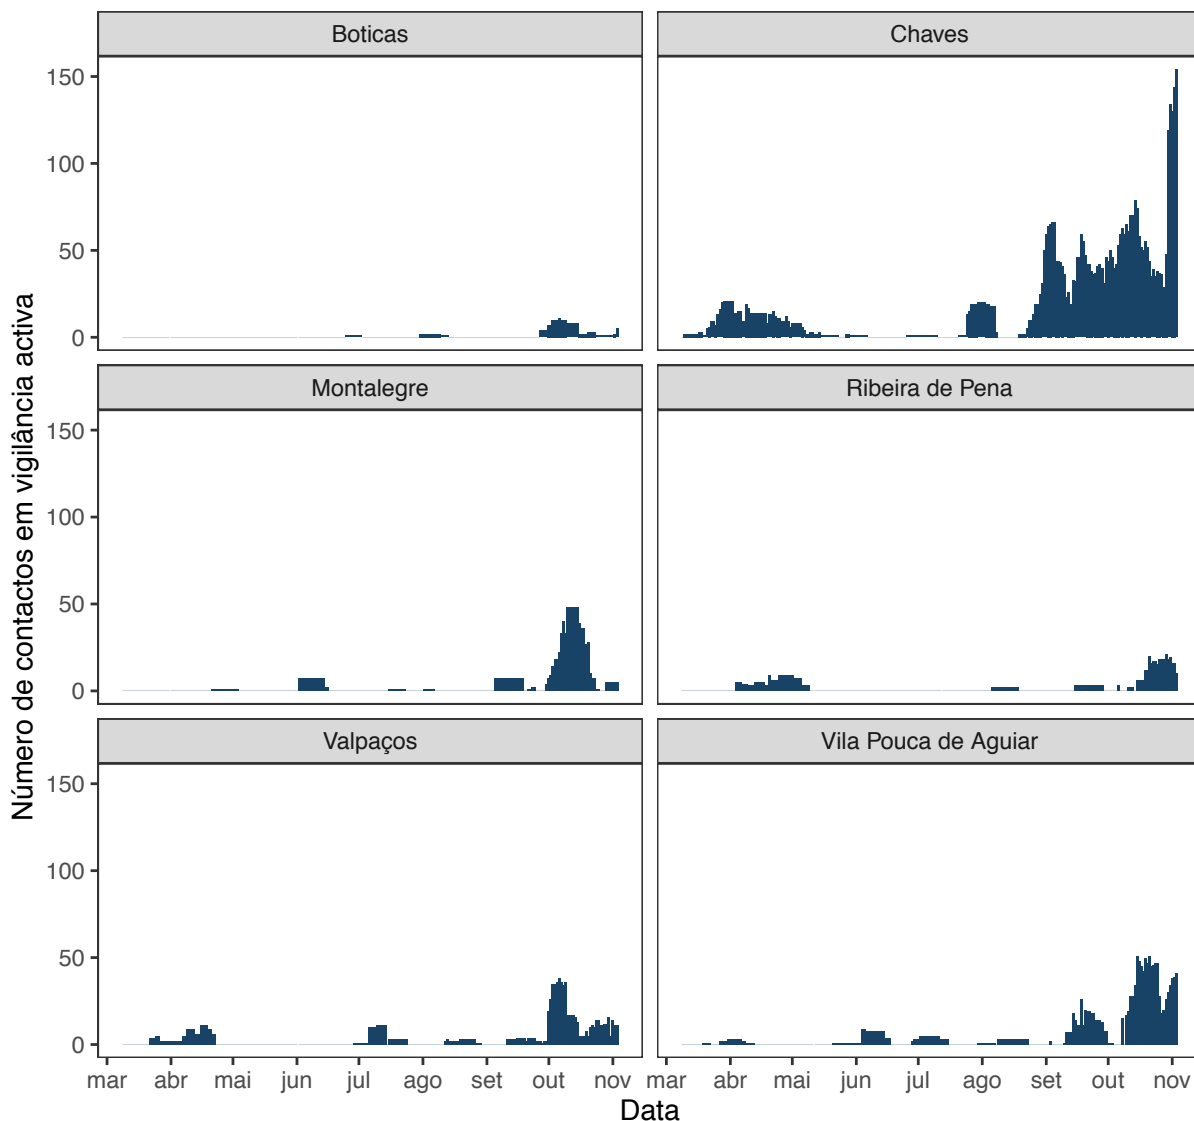 Boticas
Chaves
150
100
50
0
Montalegre
Ribeira de Pena
150
100
50
0
Valpaços
Vila Pouca de Aguiar
150
100
50
0
mar abr mai jun jul ago set out nov
mar abr mai jun jul ago set out nov
Data
Número de contactos em vigilância activa